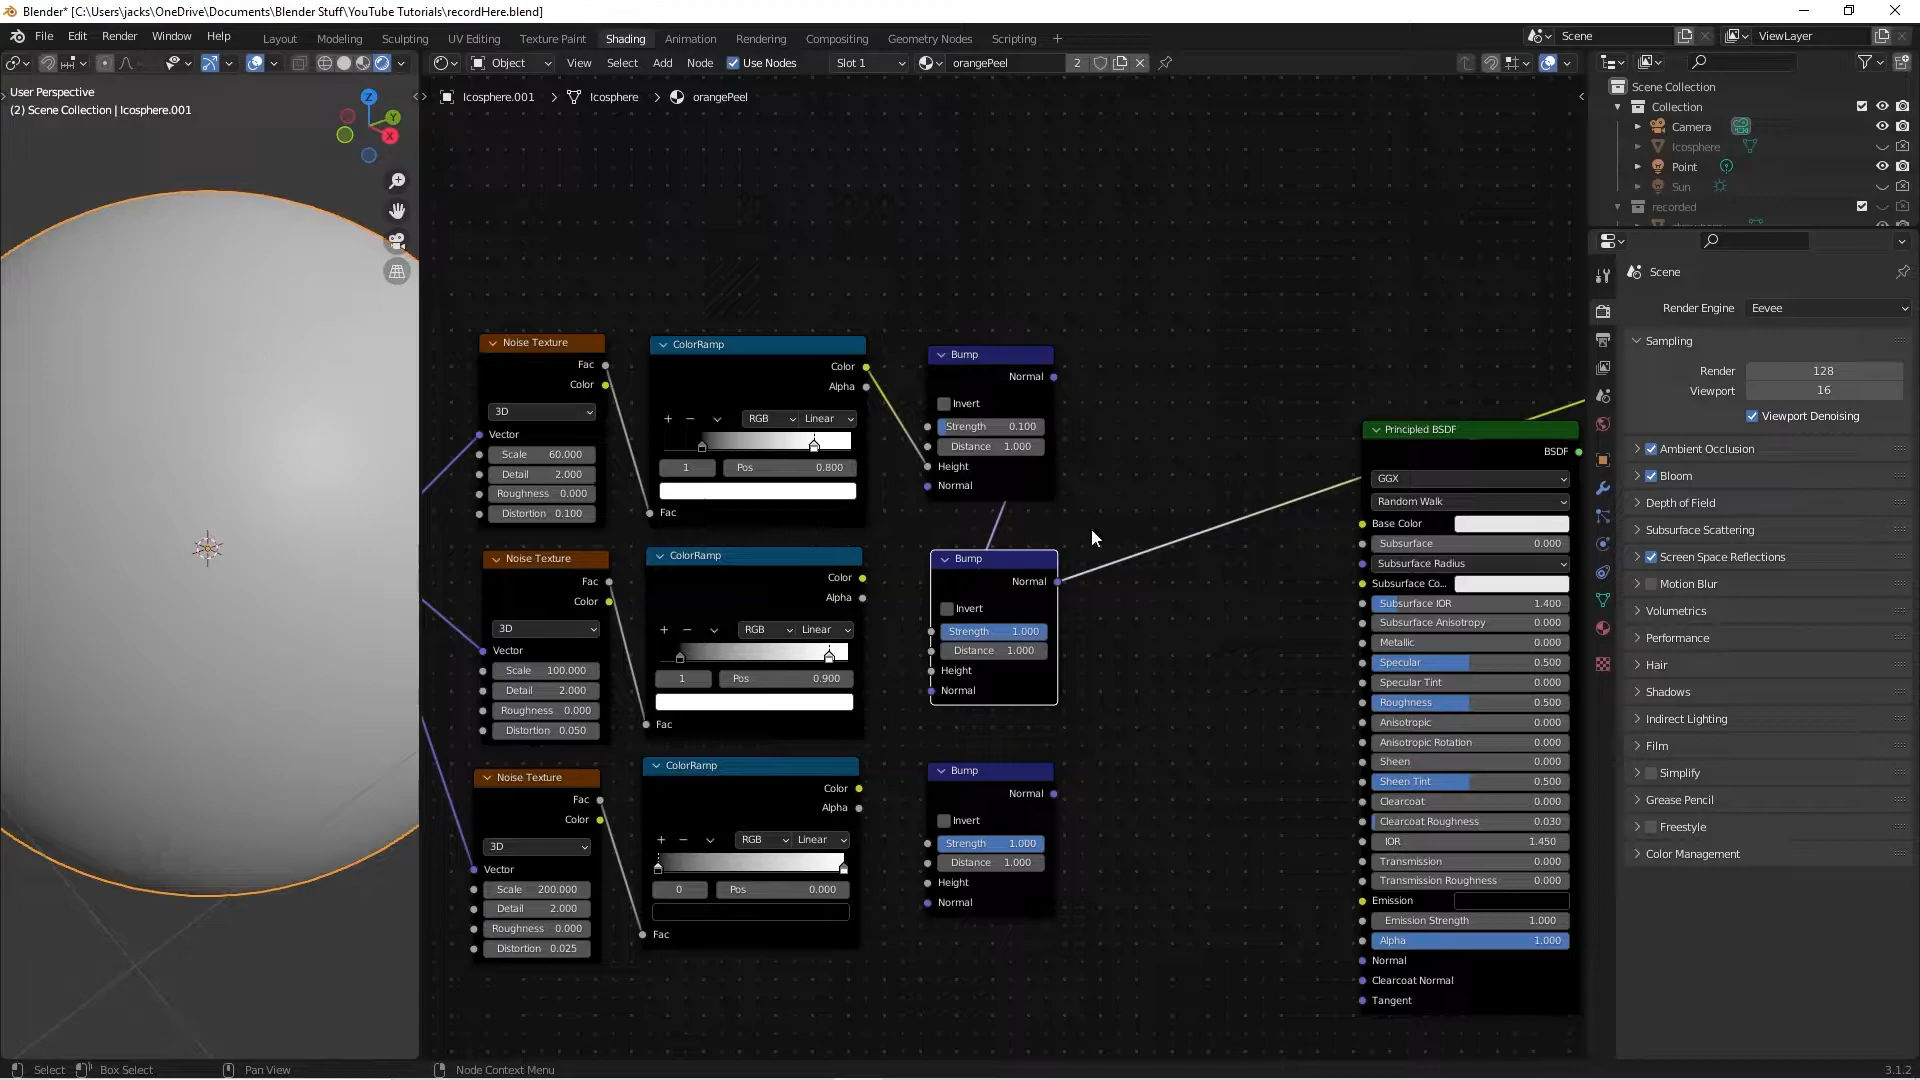 Blender* [C:\Users\jacks\OneDrive\Documents\Blender Stuff\YouTube Tutorials\recordHere.blend]
File Edit Render Window Help Layout Modeling Sculpting UV Editing Texture Paint Shading Animation Rendering Compositing Geometry Nodes Scripting Scene ViewLayer
Object View Select Add Node Use Nodes Slot 1 orangePeel 2
User Perspective
(2) Scene Collection | Icosphere.001
Icosphere.001 > Icosphere > orangePeel
Z
Y
X
Noise Texture
Fac
Color
3D
Vector
Scale 60.000
Detail 2.000
Roughness 0.000
Distortion 0.100
ColorRamp
Color
Alpha
RGB Linear
1 Pos 0.800
Fac
Bump
Normal
Invert
Strength 0.100
Distance 1.000
Height
Normal
Noise Texture
Fac
Color
3D
Vector
Scale 100.000
Detail 2.000
Roughness 0.000
Distortion 0.050
ColorRamp
Color
Alpha
RGB Linear
1 Pos 0.900
Fac
Bump
Normal
Invert
Strength 1.000
Distance 1.000
Height
Normal
Noise Texture
Fac
Color
3D
Vector
Scale 200.000
Detail 2.000
Roughness 0.000
Distortion 0.025
ColorRamp
Color
Alpha
RGB Linear
0 Pos 0.000
Fac
Bump
Normal
Invert
Strength 1.000
Distance 1.000
Height
Normal
Principled BSDF
BSDF
GGX
Random Walk
Base Color
Subsurface 0.000
Subsurface Radius
Subsurface Co...
Subsurface IOR 1.400
Subsurface Anisotropy 0.000
Metallic 0.000
Specular 0.500
Specular Tint 0.000
Roughness 0.500
Anisotropic 0.000
Anisotropic Rotation 0.000
Sheen 0.000
Sheen Tint 0.500
Clearcoat 0.000
Clearcoat Roughness 0.030
IOR 1.450
Transmission 0.000
Transmission Roughness 0.000
Emission
Emission Strength 1.000
Alpha 1.000
Normal
Clearcoat Normal
Tangent
Scene Collection
Collection
Camera
Icosphere
Point
Sun
recorded
Scene
Render Engine Eevee
Sampling
Render 128
Viewport 16
Viewport Denoising
Ambient Occlusion
Bloom
Depth of Field
Subsurface Scattering
Screen Space Reflections
Motion Blur
Volumetrics
Performance
Hair
Shadows
Indirect Lighting
Film
Simplify
Grease Pencil
Freestyle
Color Management
Select Box Select Pan View Node Context Menu 3.1.2